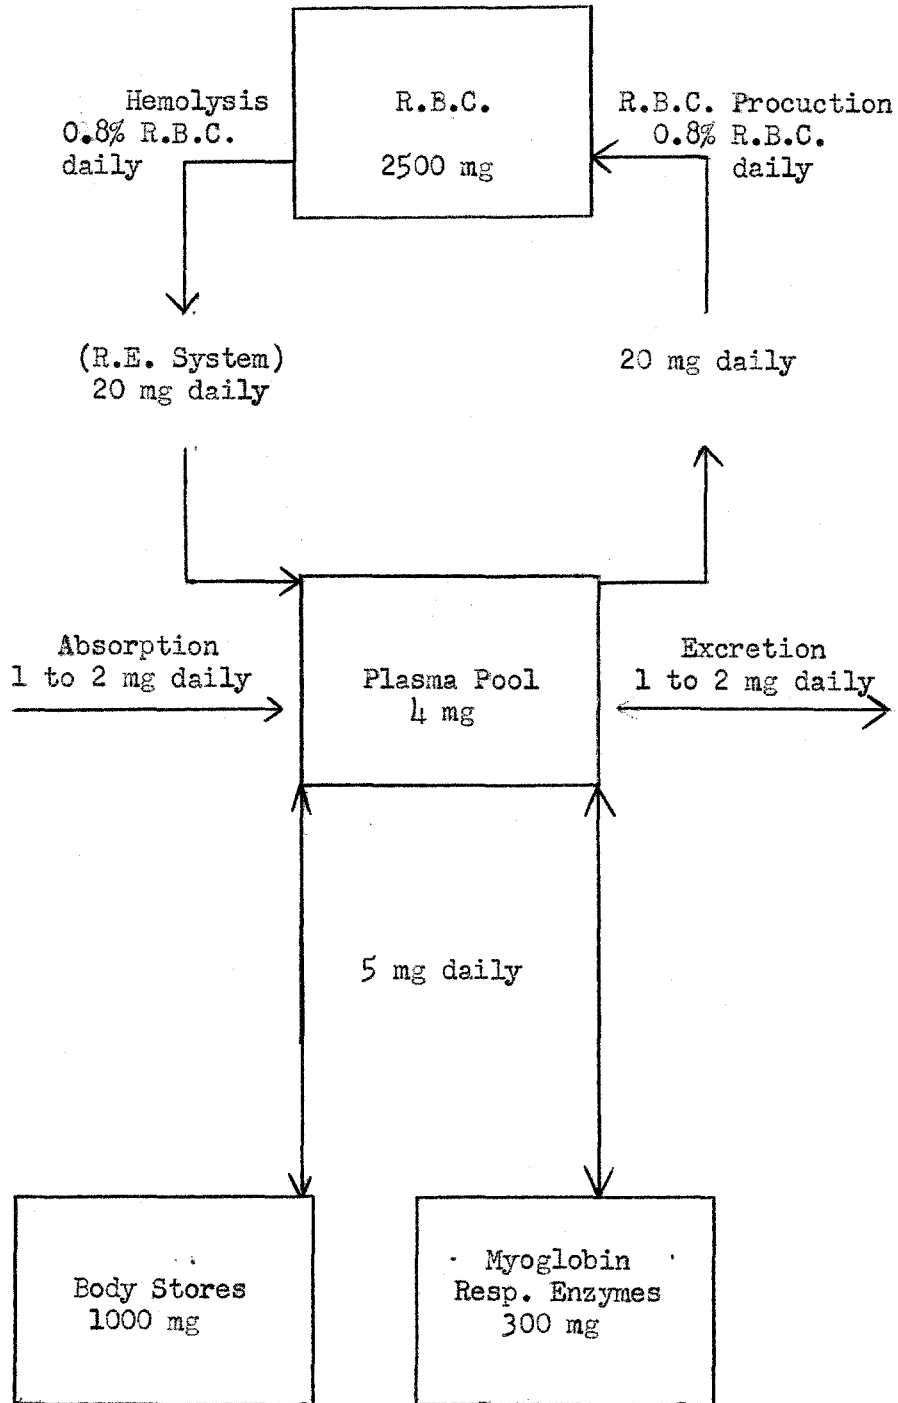 Hemolysis
0.8% R.B.C.
daily
R.B.C.
2500 mg
R.B.C. Procuction
0.8% R.B.C.
daily
(R.E. System)
20 mg daily
20 mg daily
Absorption
1 to 2 mg daily
Plasma Pool
4 mg
Excretion
1 to 2 mg daily
5 mg daily
Body Stores
1000 mg
Myoglobin
Resp. Enzymes
300 mg